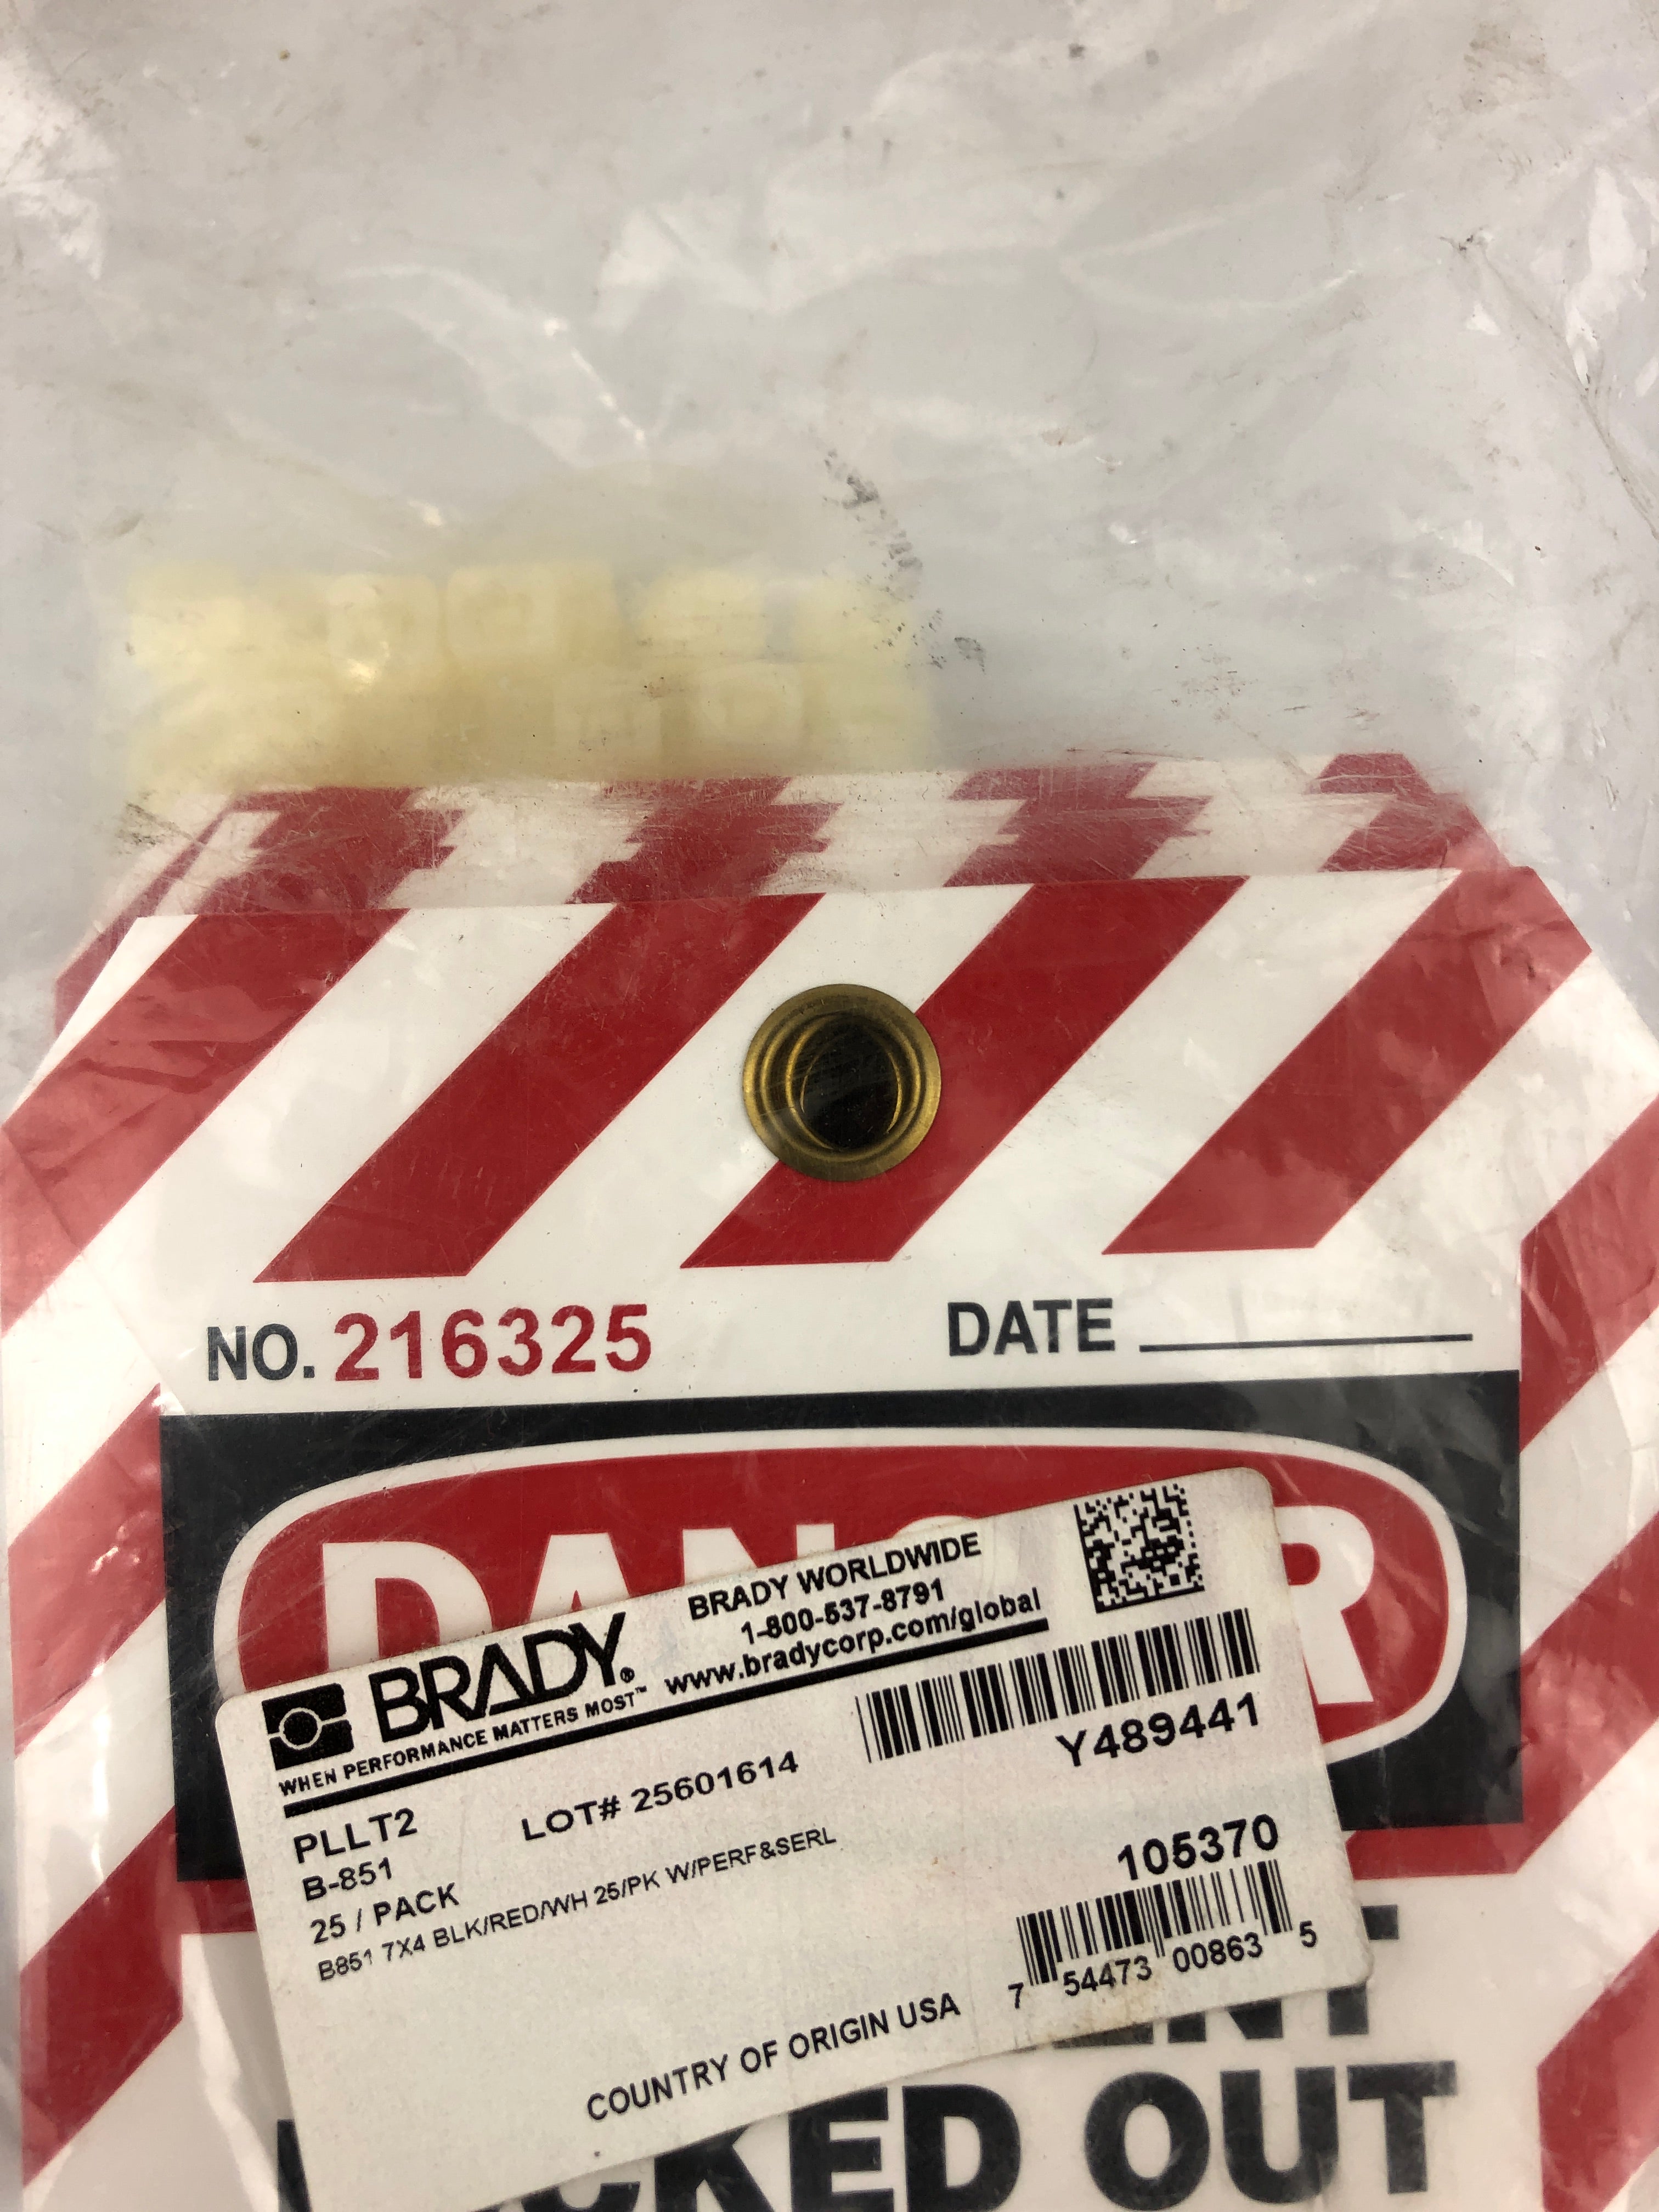 NO. 216325 DATE
BRADY WORLDWIDE
1-800-537-8791
www.bradycorp.com/global
BRADY®
WHEN PERFORMANCE MATTERS MOST™
Y489441
PLLT2 LOT# 25601614
B-851
25 / PACK
B851 7X4 BLK/RED/WH 25/PK W/PERF&SERL
105370
7 54473 00863 5
COUNTRY OF ORIGIN USA
OUT